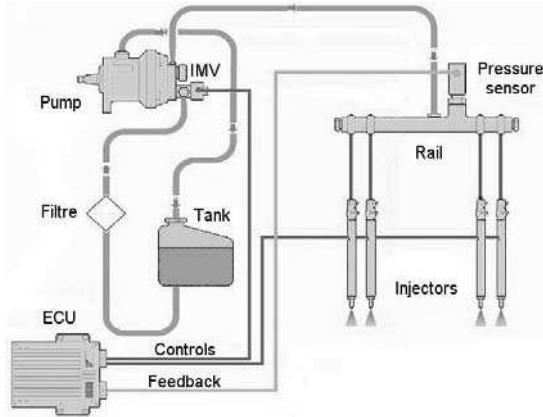 IMV
Pressure
sensor
Pump
Rail
Filtre
Tank
Injectors
ECU
Controls
Feedback